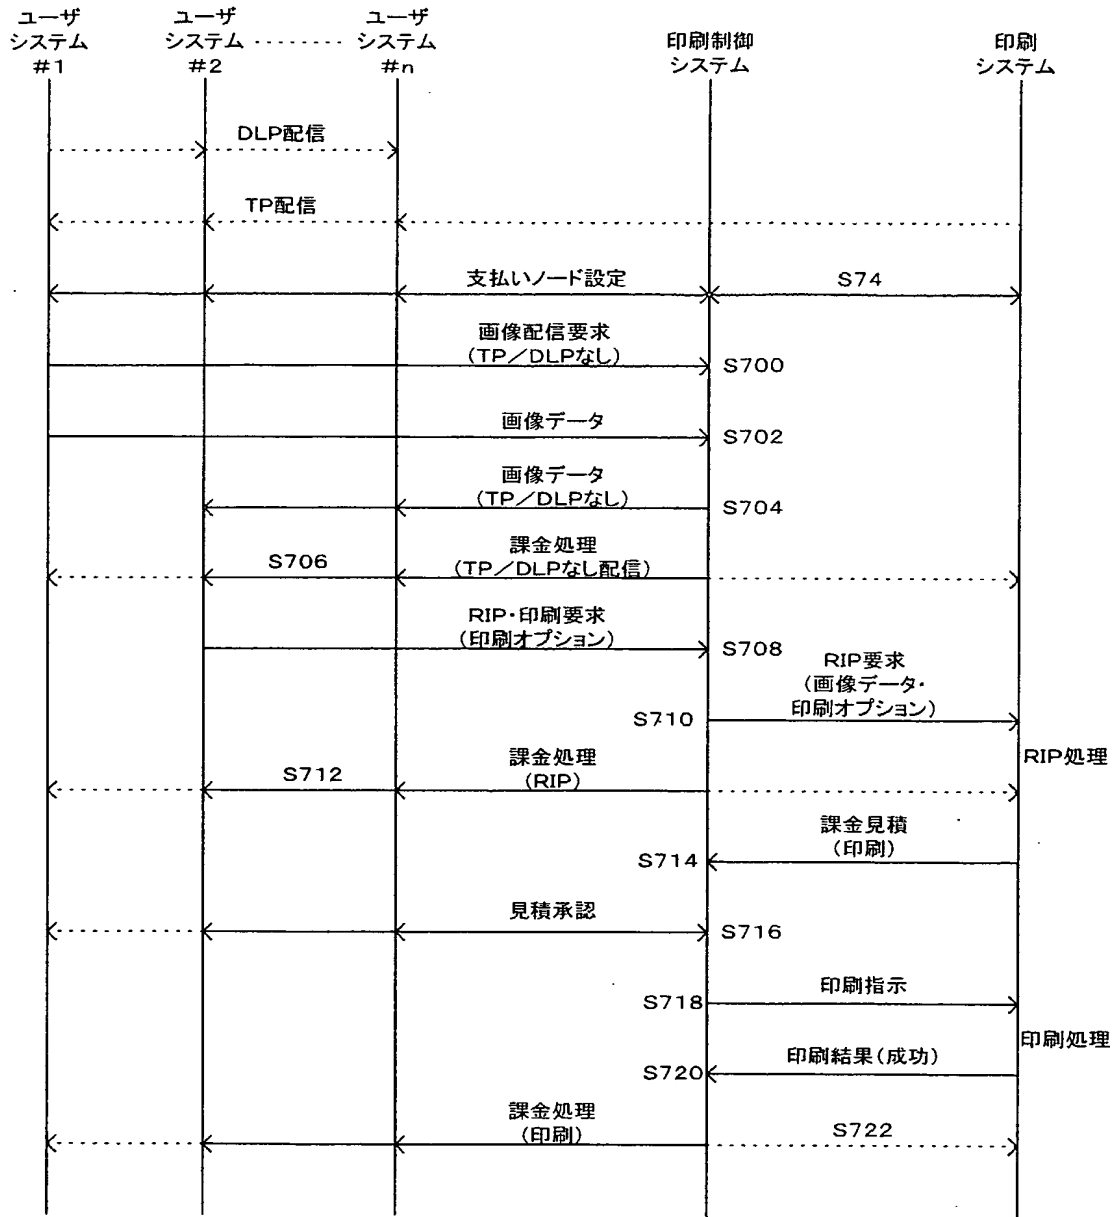 ユーザ
システム
#1
ユーザ
システム
#2
………
ユーザ
システム
#n
印刷制御
システム
印刷
システム
DLP配信
TP配信
支払いノード設定
S74
画像配信要求
(TP/DLPなし)
S700
画像データ
S702
画像データ
(TP/DLPなし)
S704
課金処理
(TP/DLPなし配信)
S706
RIP・印刷要求
(印刷オプション)
S708
RIP要求
(画像データ・
印刷オプション)
S710
RIP処理
課金処理
(RIP)
S712
課金見積
(印刷)
S714
見積承認
S716
印刷指示
S718
印刷処理
印刷結果(成功)
S720
課金処理
(印刷)
S722